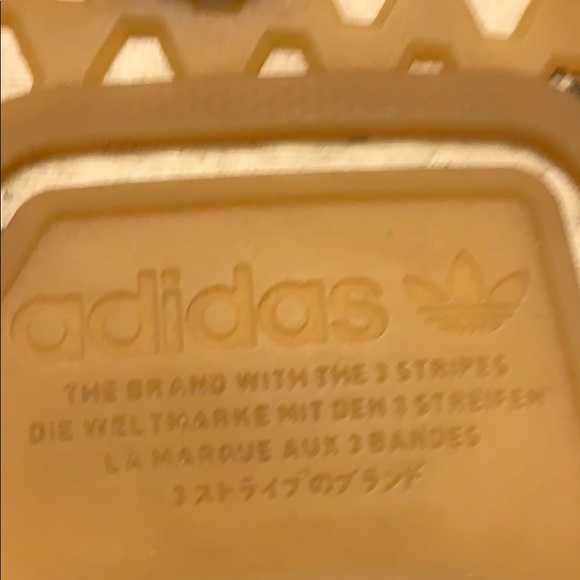 adidas
THE BRAND WITH THE 3 STRIPES
DIE WELTMARKE MIT DEN 3 STREIFEN
LA MARQUE AUX 3 BANDES
3ストライプのブランド